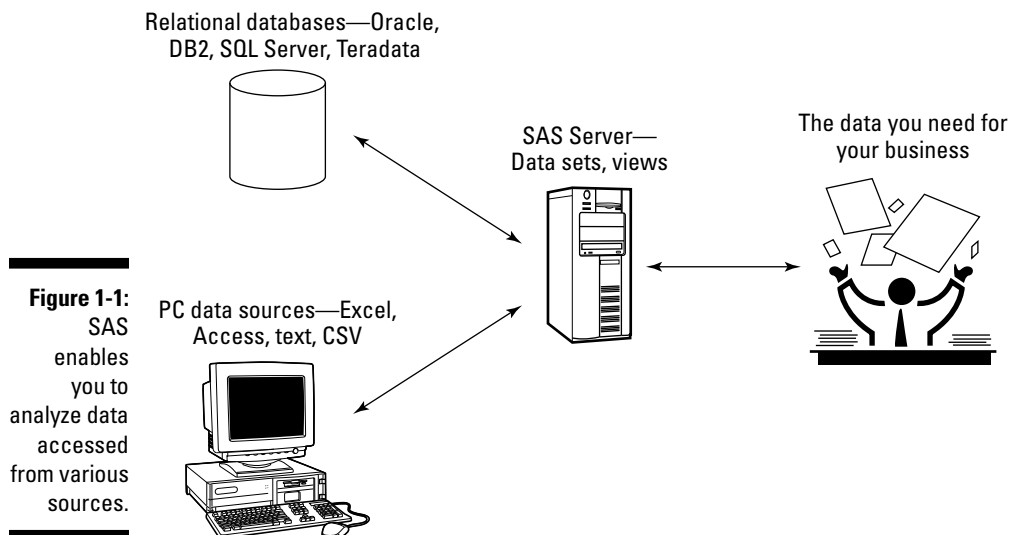 Relational databases—Oracle,
DB2, SQL Server, Teradata
SAS Server—
Data sets, views
The data you need for
your business
Figure 1-1:
SAS
enables
you to
analyze data
accessed
from various
sources.
PC data sources—Excel,
Access, text, CSV